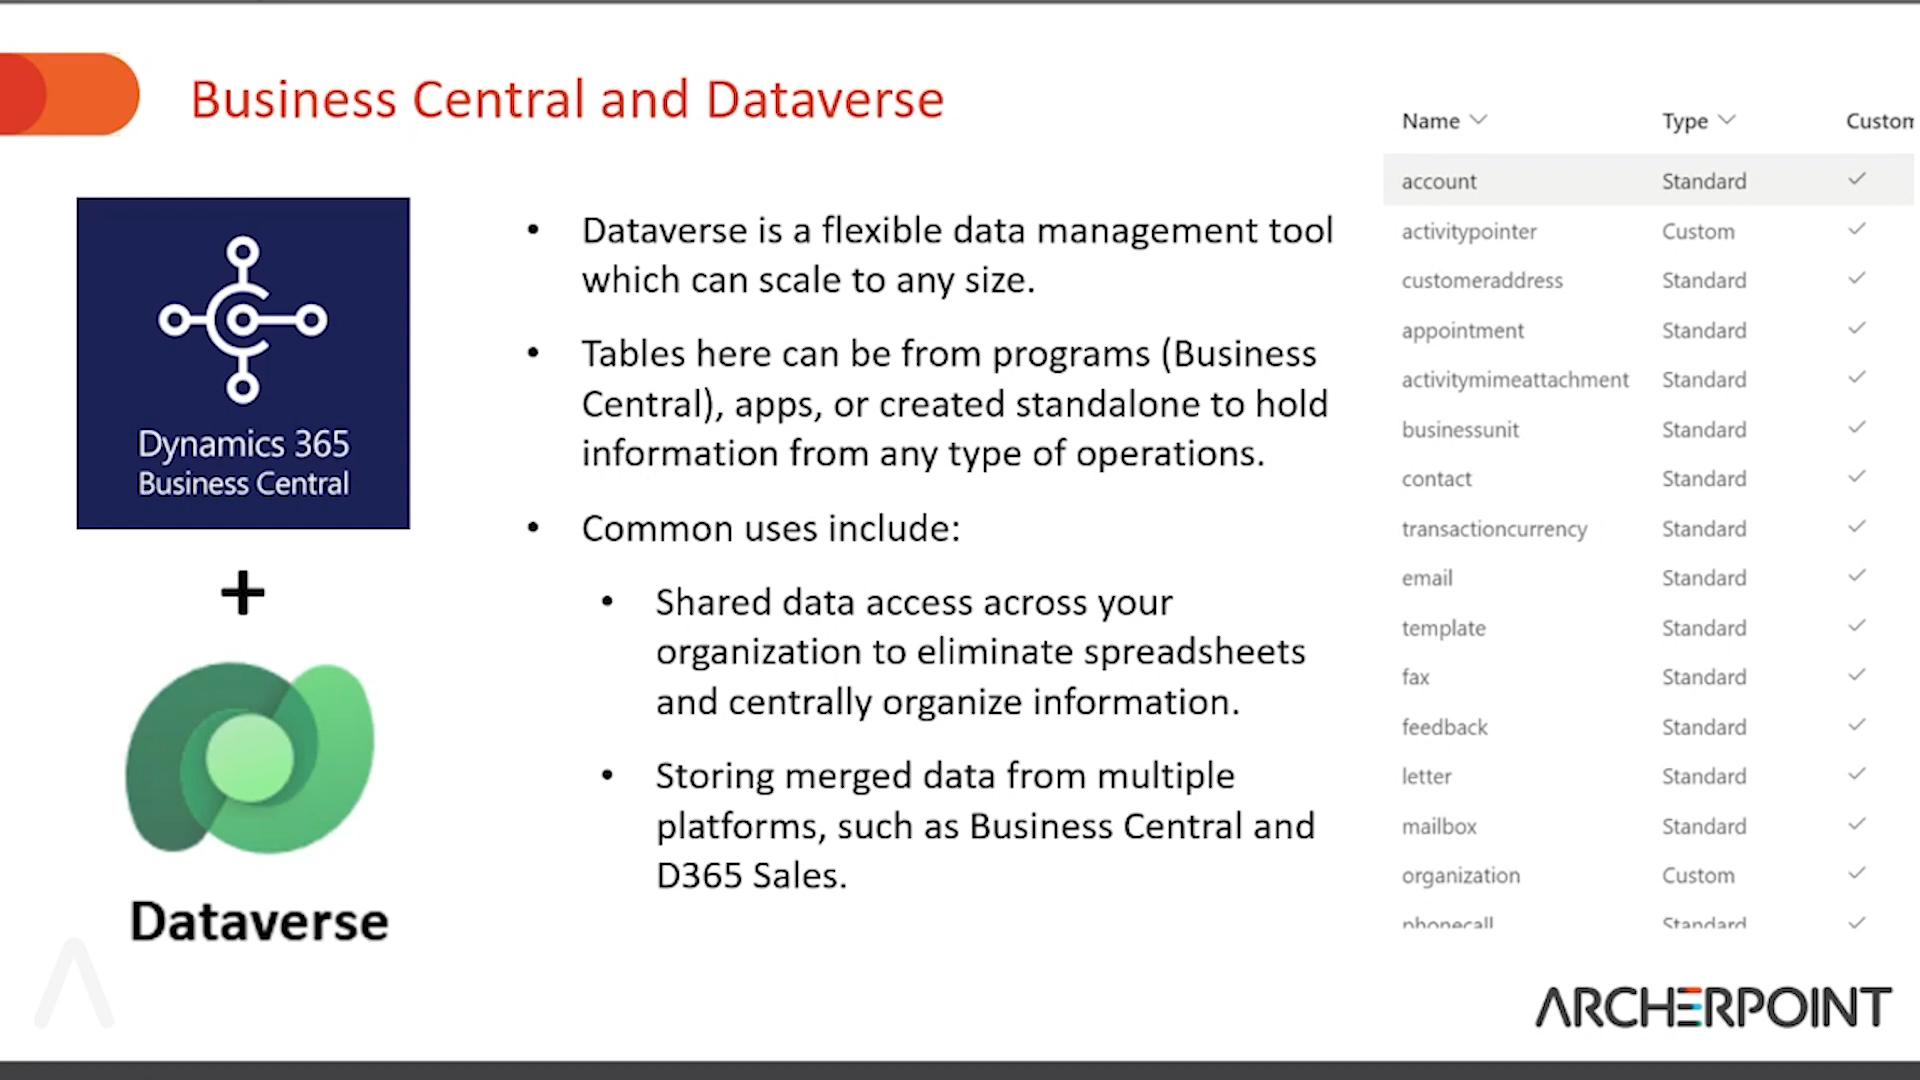 Business Central and Dataverse
Dynamics 365
Business Central
+
Dataverse
• Dataverse is a flexible data management tool
which can scale to any size.
• Tables here can be from programs (Business
Central), apps, or created standalone to hold
information from any type of operations.
• Common uses include:
• Shared data access across your
organization to eliminate spreadsheets
and centrally organize information.
• Storing merged data from multiple
platforms, such as Business Central and
D365 Sales.
Name Type Custom
account Standard
activitypointer Custom
customeraddress Standard
appointment Standard
activitymimeattachment Standard
businessunit Standard
contact Standard
transactioncurrency Standard
email Standard
template Standard
fax Standard
feedback Standard
letter Standard
mailbox Standard
organization Custom
phonecall Standard
ARCHERPOINT